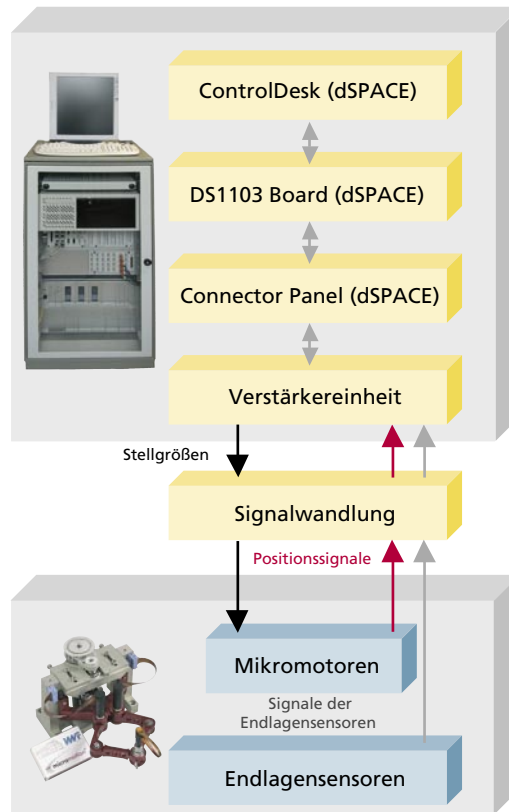 ControlDesk (dSPACE)
DS1103 Board (dSPACE)
Connector Panel (dSPACE)
Verstärkereinheit
Stellgrößen
Signalwandlung
Positionssignale
Mikromotoren
Signale der
Endlagensensoren
Endlagensensoren